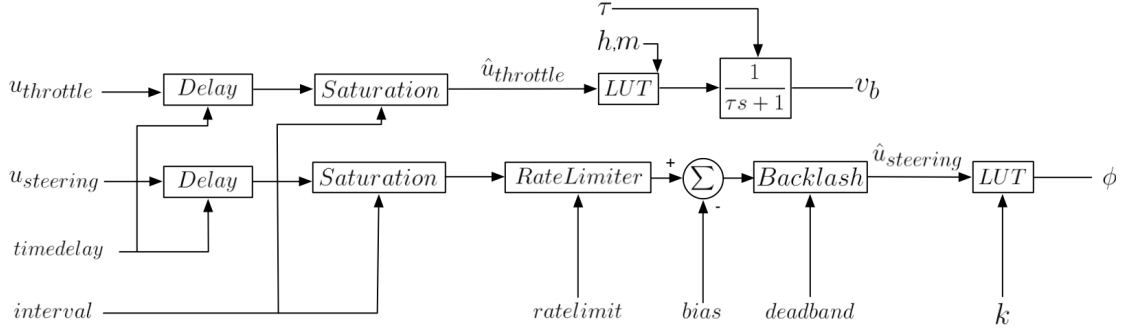 τ
h,m
u_throttle Delay Saturation û_throttle LUT 1/(τs + 1) v_b
u_steering Delay Saturation RateLimiter + Σ - Backlash û_steering LUT ϕ
timedelay
interval ratelimit bias deadband k